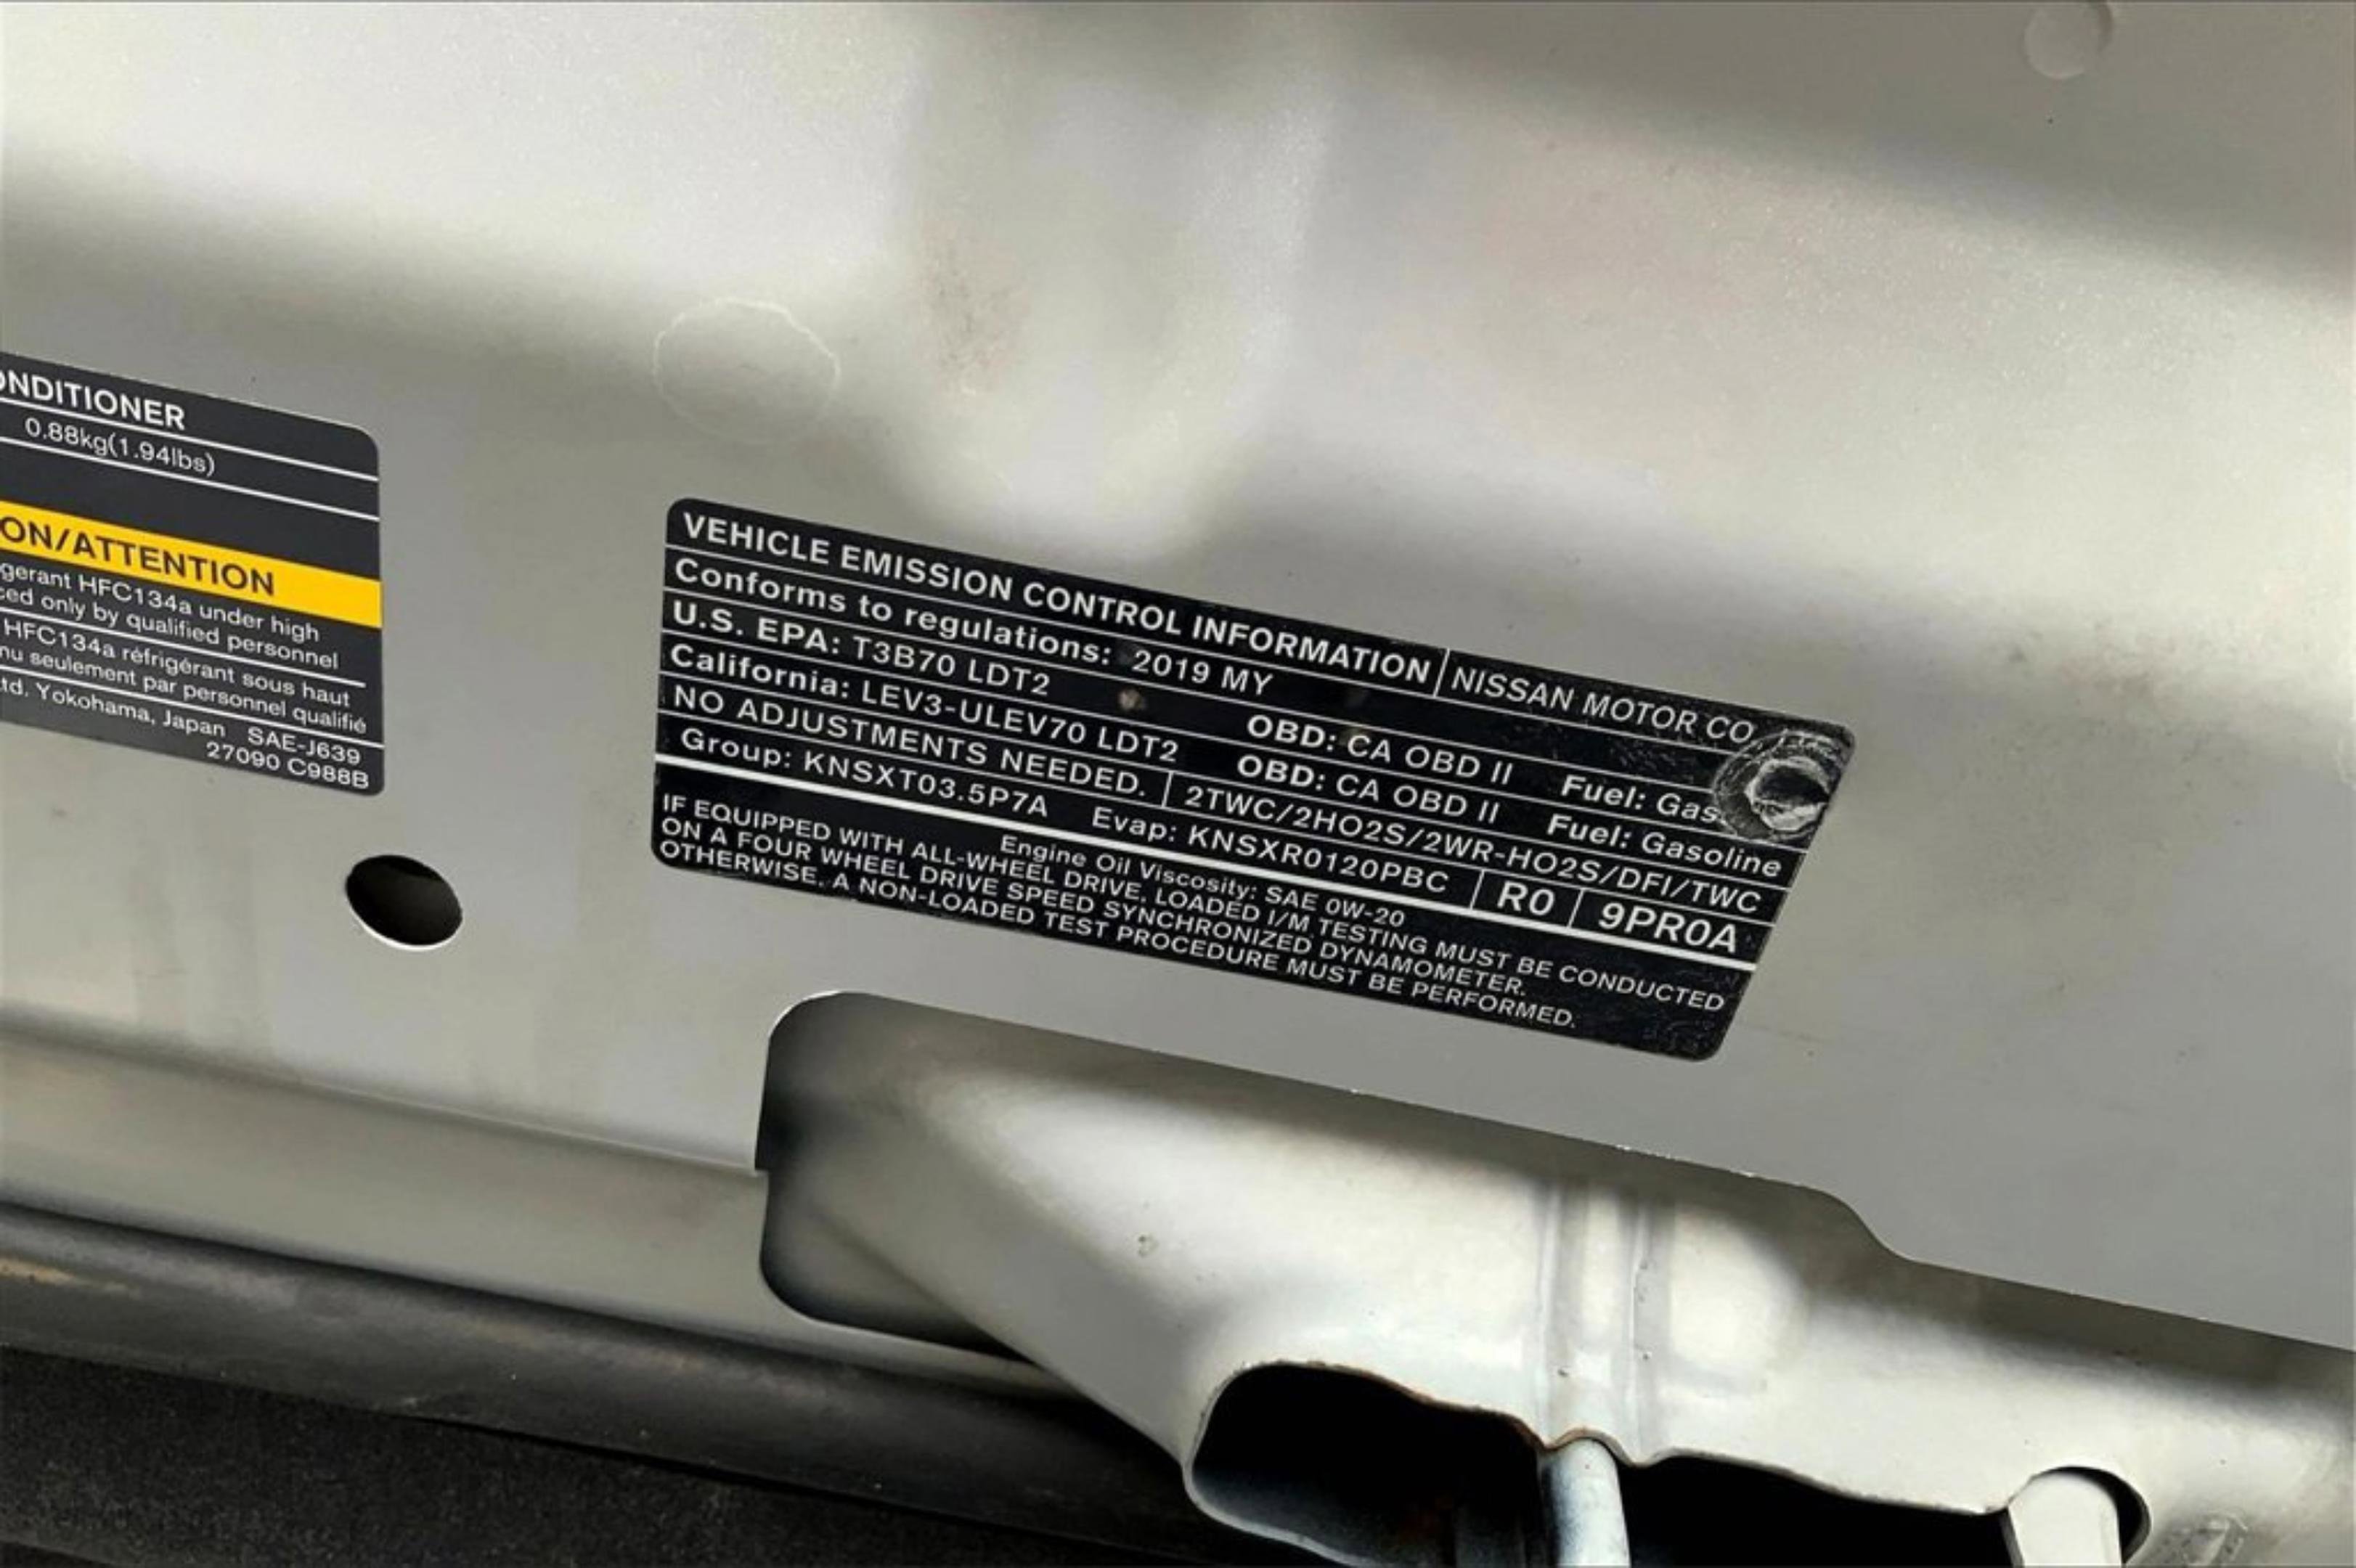 ONDITIONER
0.88kg(1.94lbs)
ON/ATTENTION
gerant HFC134a under high
ced only by qualified personnel
HFC134a réfrigérant sous haut
nu seulement par personnel qualifié
td. Yokohama, Japan SAE-J639
27090 C988B
VEHICLE EMISSION CONTROL INFORMATION NISSAN MOTOR CO
Conforms to regulations: 2019 MY
U.S. EPA: T3B70 LDT2 OBD: CA OBD II Fuel: Gas
California: LEV3-ULEV70 LDT2 OBD: CA OBD II Fuel: Gasoline
NO ADJUSTMENTS NEEDED. 2TWC/2HO2S/2WR-HO2S/DFI/TWC
Group: KNSXT03.5P7A Evap: KNSXR0120PBC R0 9PR0A
Engine Oil Viscosity: SAE 0W-20
IF EQUIPPED WITH ALL-WHEEL DRIVE, LOADED I/M TESTING MUST BE CONDUCTED
ON A FOUR WHEEL DRIVE SPEED SYNCHRONIZED DYNAMOMETER.
OTHERWISE, A NON-LOADED TEST PROCEDURE MUST BE PERFORMED.